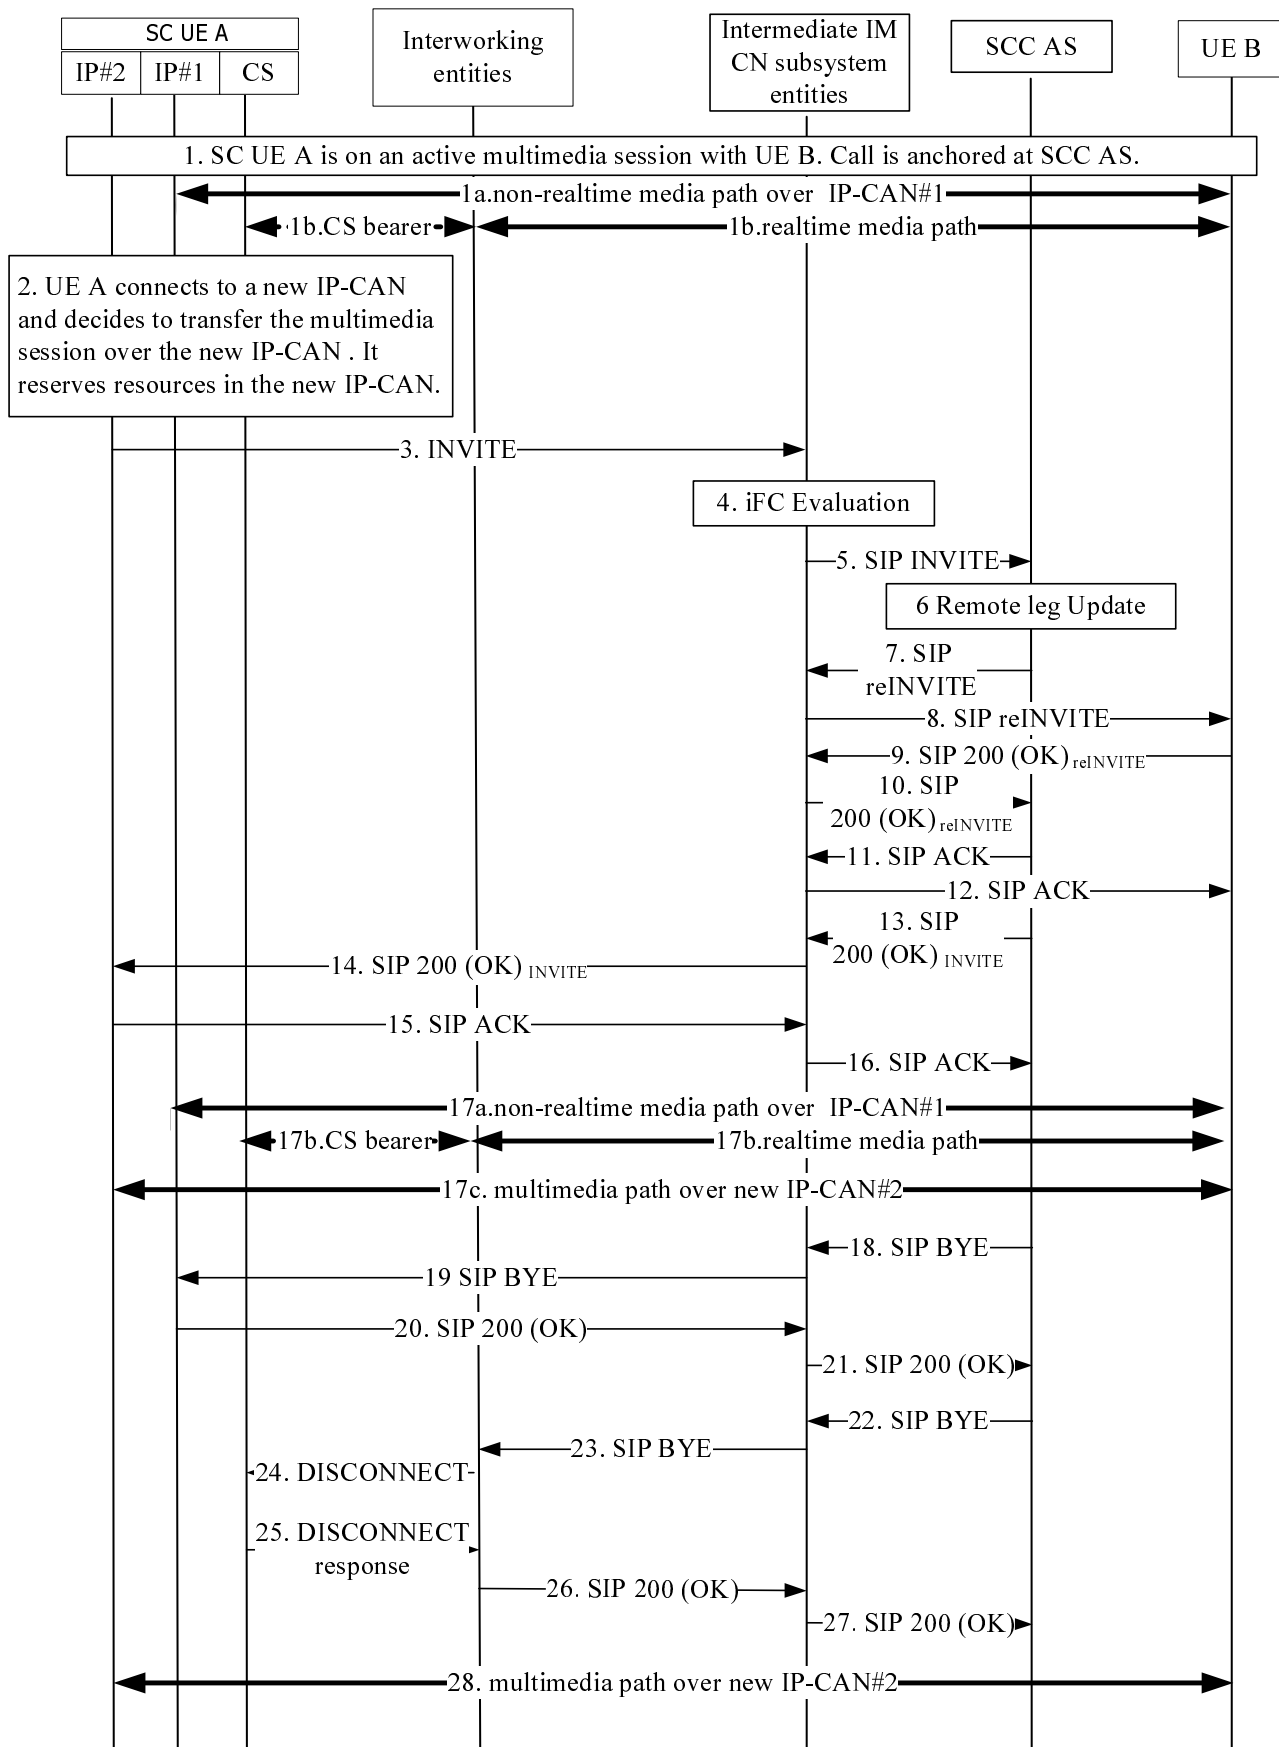 SC UE A
IP#2 IP#1 CS
Interworking
entities
Intermediate IM
CN subsystem
entities
SCC AS
UE B
1. SC UE A is on an active multimedia session with UE B. Call is anchored at SCC AS.
1a.non-realtime media path over IP-CAN#1
1b.CS bearer
1b.realtime media path
2. UE A connects to a new IP-CAN
and decides to transfer the multimedia
session over the new IP-CAN . It
reserves resources in the new IP-CAN.
3. INVITE
4. iFC Evaluation
5. SIP INVITE
6 Remote leg Update
7. SIP
reINVITE
8. SIP reINVITE
9. SIP 200 (OK) reINVITE
10. SIP
200 (OK) reINVITE
11. SIP ACK
12. SIP ACK
13. SIP
200 (OK) INVITE
14. SIP 200 (OK) INVITE
15. SIP ACK
16. SIP ACK
17a.non-realtime media path over IP-CAN#1
17b.CS bearer
17b.realtime media path
17c. multimedia path over new IP-CAN#2
18. SIP BYE
19 SIP BYE
20. SIP 200 (OK)
21. SIP 200 (OK)
22. SIP BYE
23. SIP BYE
24. DISCONNECT
25. DISCONNECT
response
26. SIP 200 (OK)
27. SIP 200 (OK)
28. multimedia path over new IP-CAN#2